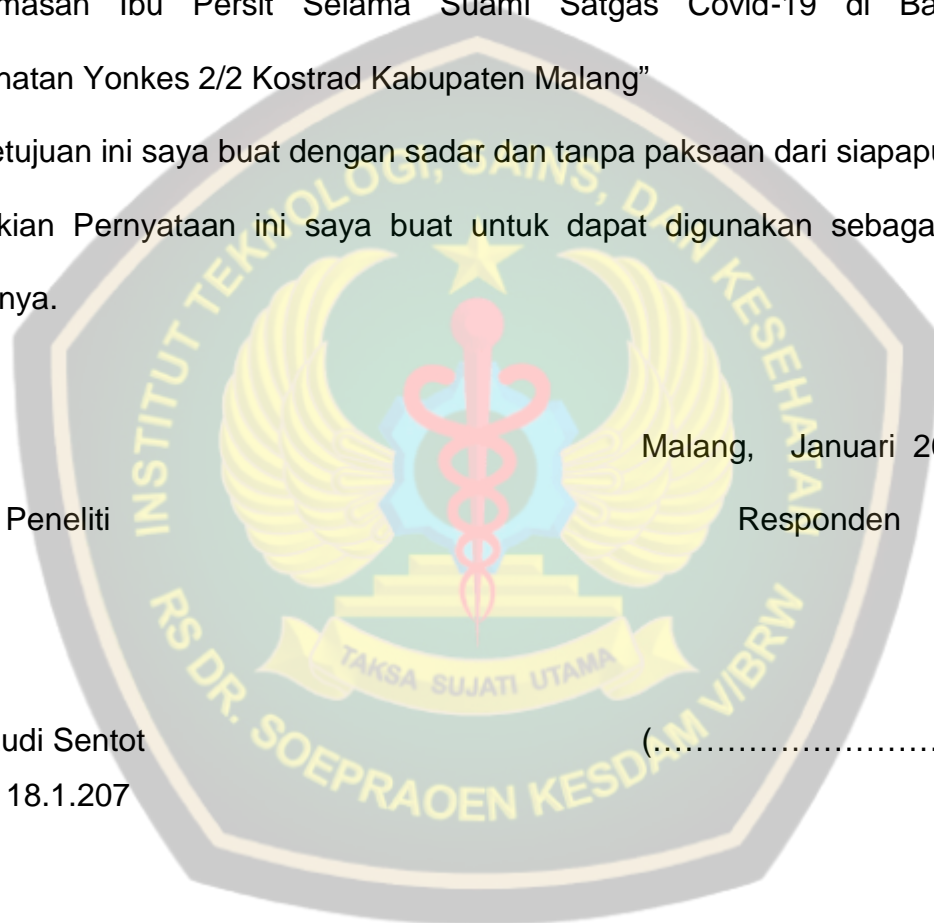 masan Ibu Persit Selama Suami Satgas Covid-19 di Ba
hatan Yonkes 2/2 Kostrad Kabupaten Malang”
etujuan ini saya buat dengan sadar dan tanpa paksaan dari siapapu
kian Pernyataan ini saya buat untuk dapat digunakan sebaga
nya.
Malang, Januari 2
Peneliti Responden
udi Sentot (………………………
18.1.207
INSTITUT TEKNOLOGI, SAINS, DAN KESEHATAN
TAKSA SUJATI UTAMA
RS DR. SOEPRAOEN KESDAM V/BRW